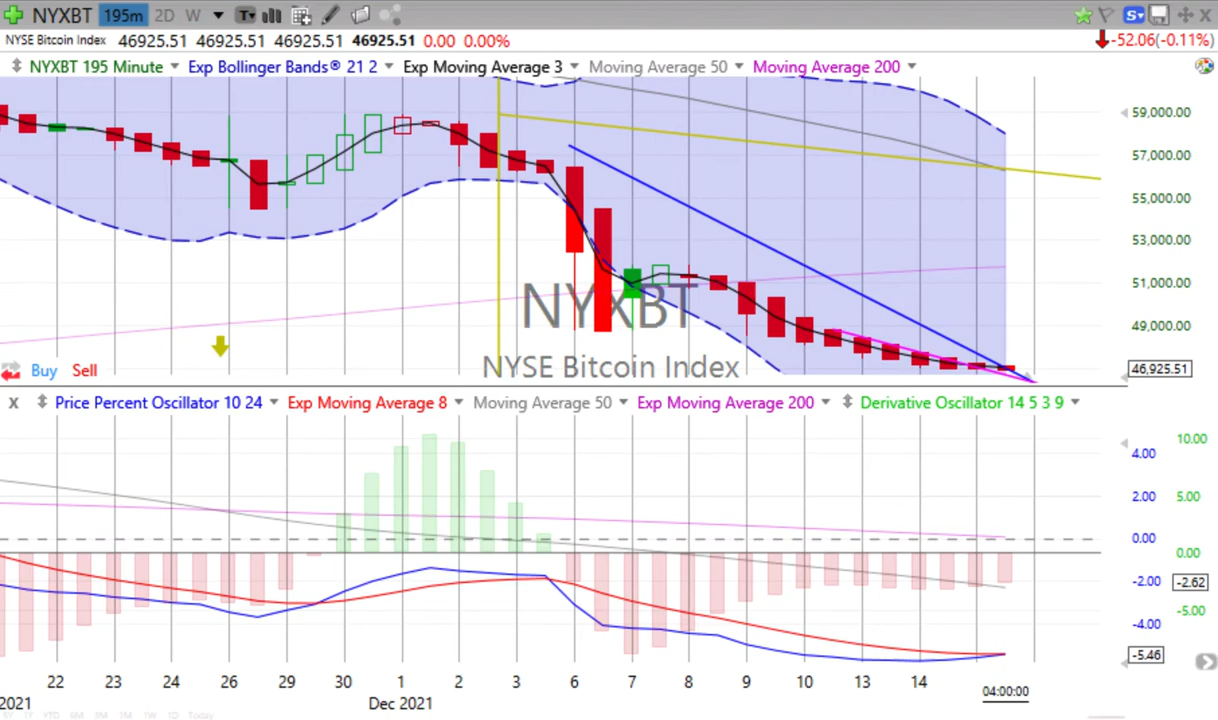 NYXBT 195m 2D W T S
NYSE Bitcoin Index 46925.51 46925.51 46925.51 46925.51 0.00 0.00% -52.06(-0.11%)
NYXBT 195 Minute Exp Bollinger Bands® 21 2 Exp Moving Average 3 Moving Average 50 Moving Average 200
59,000.00
57,000.00
55,000.00
53,000.00
51,000.00
49,000.00
46,925.51
NYXBT
NYSE Bitcoin Index
Buy Sell
X Price Percent Oscillator 10 24 Exp Moving Average 8 Moving Average 50 Exp Moving Average 200 Derivative Oscillator 14 5 3 9
10.00
4.00
2.00 5.00
0.00
0.00
-2.00 -2.62
-5.00
-4.00
-5.46
22 23 24 26 29 30 1 2 3 6 7 8 9 10 13 14 04:00:00
2021 Dec 2021
YTD 6M 3M 1M 1W 1D Today